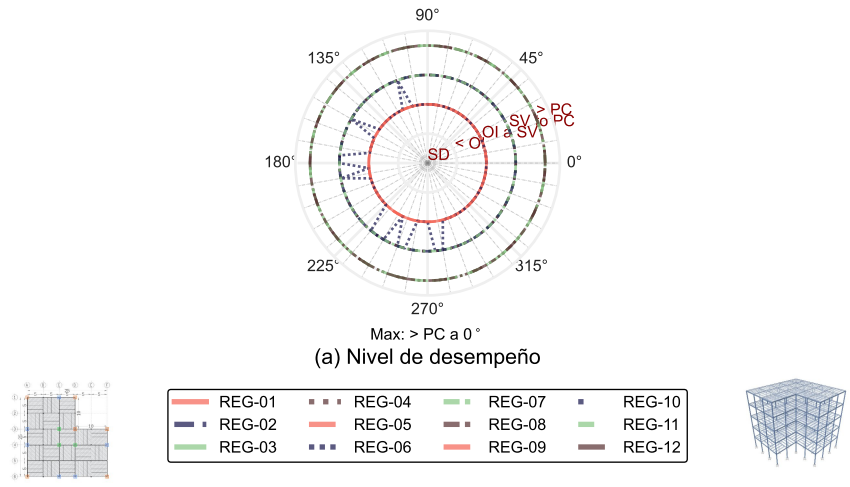 90°
135°
45°
> PC
SV
PC
OI a SV
SD
180°
0°
225°
315°
270°
Max: > PC a 0°
(a) Nivel de desempeño
REG-01
REG-04
REG-07
REG-10
REG-02
REG-05
REG-08
REG-11
REG-03
REG-06
REG-09
REG-12